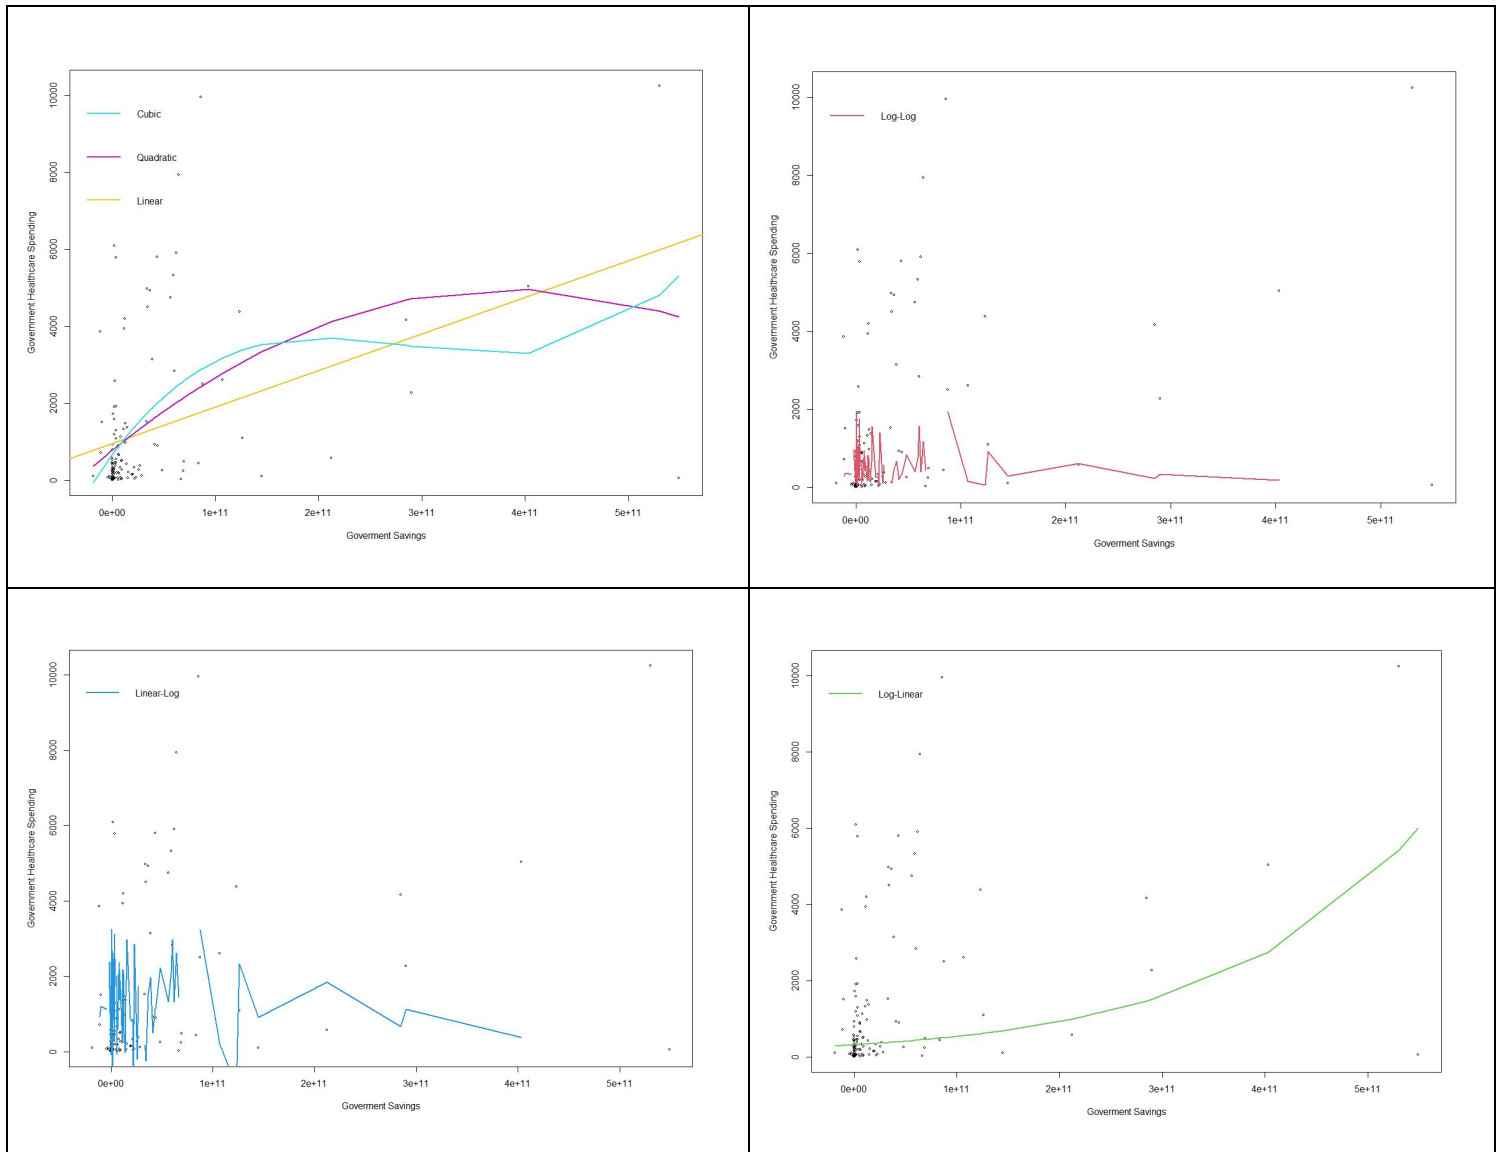 Cubic
Quadratic
Linear
Government Healthcare Spending
10000
8000
6000
4000
2000
0
0e+00 1e+11 2e+11 3e+11 4e+11 5e+11
Goverment Savings
Log-Log
Government Healthcare Spending
10000
8000
6000
4000
2000
0
0e+00 1e+11 2e+11 3e+11 4e+11 5e+11
Goverment Savings
Linear-Log
Government Healthcare Spending
10000
8000
6000
4000
2000
0
0e+00 1e+11 2e+11 3e+11 4e+11 5e+11
Goverment Savings
Log-Linear
Government Healthcare Spending
10000
8000
6000
4000
2000
0
0e+00 1e+11 2e+11 3e+11 4e+11 5e+11
Goverment Savings